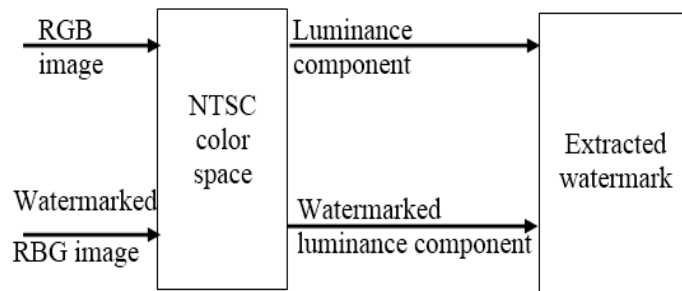 RGB
image
NTSC
color
space
Watermarked
RBG image
Luminance
component
Watermarked
luminance component
Extracted
watermark